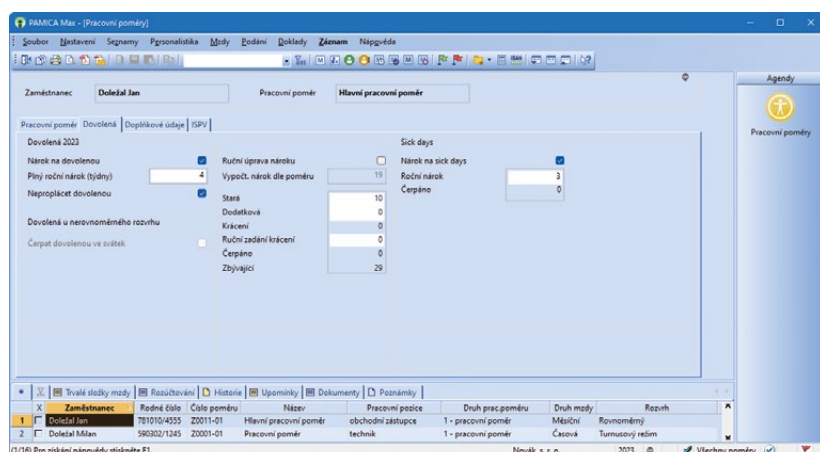 PAMICA Max - [Pracovní poměry]
Soubor Nastavení Seznamy Personalistika Mzdy Podání Doklady Záznam Nápověda
Agendy
Zaměstnanec Doležal Jan Pracovní poměr Hlavní pracovní poměr
Pracovní poměry
Pracovní poměr Dovolená Doplňkové údaje ISPV
Dovolená 2023 Sick days
Nárok na dovolenou Ruční úprava nároku Nárok na sick days
Plný roční nárok (týdny) 4 Vypočt. nárok dle poměru 19 Roční nárok 3
Neproplácet dovolenou Stará 10 Čerpáno 0
Dodatková 0
Dovolená u nerovnoměrného rozvrhu Krácení 0
Čerpat dovolenou ve svátek Ruční zadání krácení 0
Čerpáno 0
Zbývající 29
Trvalé složky mzdy Rozúčtování Historie Upomínky Dokumenty Poznámky
X Zaměstnanec Rodné číslo Číslo poměru Název Pracovní pozice Druh prac.poměru Druh mzdy Rozvrh
1 Doležal Jan 781010/4555 Z0011-01 Hlavní pracovní poměr obchodní zástupce 1 - pracovní poměr Měsíční Rovnoměrný
2 Doležal Milan 590302/1245 Z0001-01 Pracovní poměr technik 1 - pracovní poměr Časová Turnusový režim
(1/16) Pro získání nápovědy stiskněte F1. Novák s. r. o. 2023 Všechny poměry